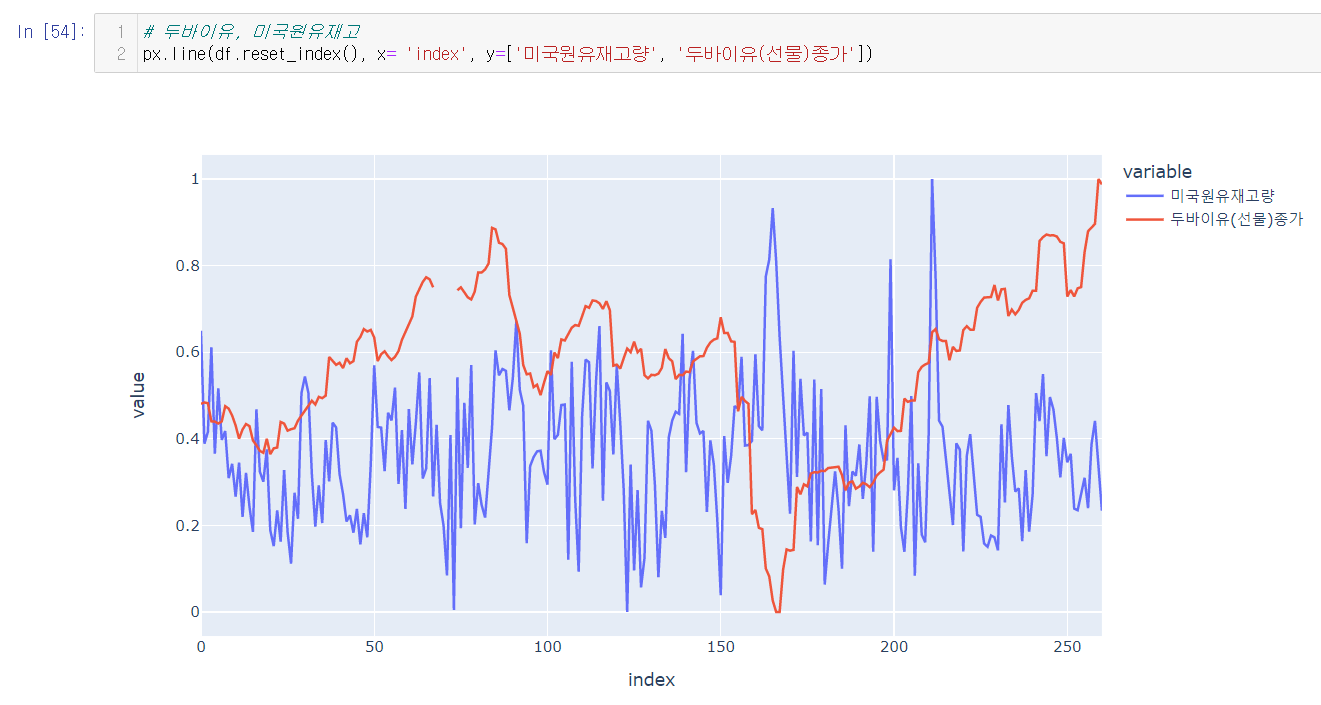 In [54]:
1 # 두바이유, 미국원유재고
2 px.line(df.reset_index(), x= 'index', y=['미국원유재고량', '두바이유(선물)종가'])
variable
미국원유재고량
두바이유(선물)종가
1
0.8
0.6
0.4
0.2
0
value
0 50 100 150 200 250
index